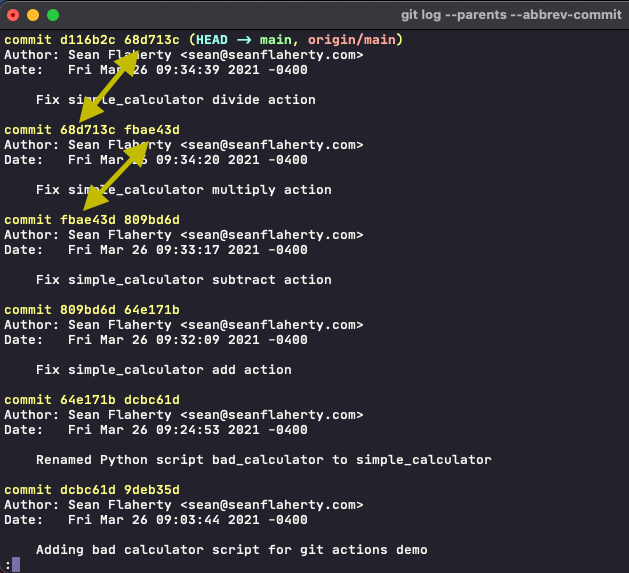 git log --parents --abbrev-commit
commit d116b2c 68d713c (HEAD -> main, origin/main)
Author: Sean Flaherty <sean@seanflaherty.com>
Date:   Fri Mar 26 09:34:39 2021 -0400
Fix simple_calculator divide action
commit 68d713c fbae43d
Author: Sean Flaherty <sean@seanflaherty.com>
Date:   Fri Mar 26 09:34:20 2021 -0400
Fix simple_calculator multiply action
commit fbae43d 809bd6d
Author: Sean Flaherty <sean@seanflaherty.com>
Date:   Fri Mar 26 09:33:17 2021 -0400
Fix simple_calculator subtract action
commit 809bd6d 64e171b
Author: Sean Flaherty <sean@seanflaherty.com>
Date:   Fri Mar 26 09:32:09 2021 -0400
Fix simple_calculator add action
commit 64e171b dcbc61d
Author: Sean Flaherty <sean@seanflaherty.com>
Date:   Fri Mar 26 09:24:53 2021 -0400
Renamed Python script bad_calculator to simple_calculator
commit dcbc61d 9deb35d
Author: Sean Flaherty <sean@seanflaherty.com>
Date:   Fri Mar 26 09:03:44 2021 -0400
Adding bad calculator script for git actions demo
: